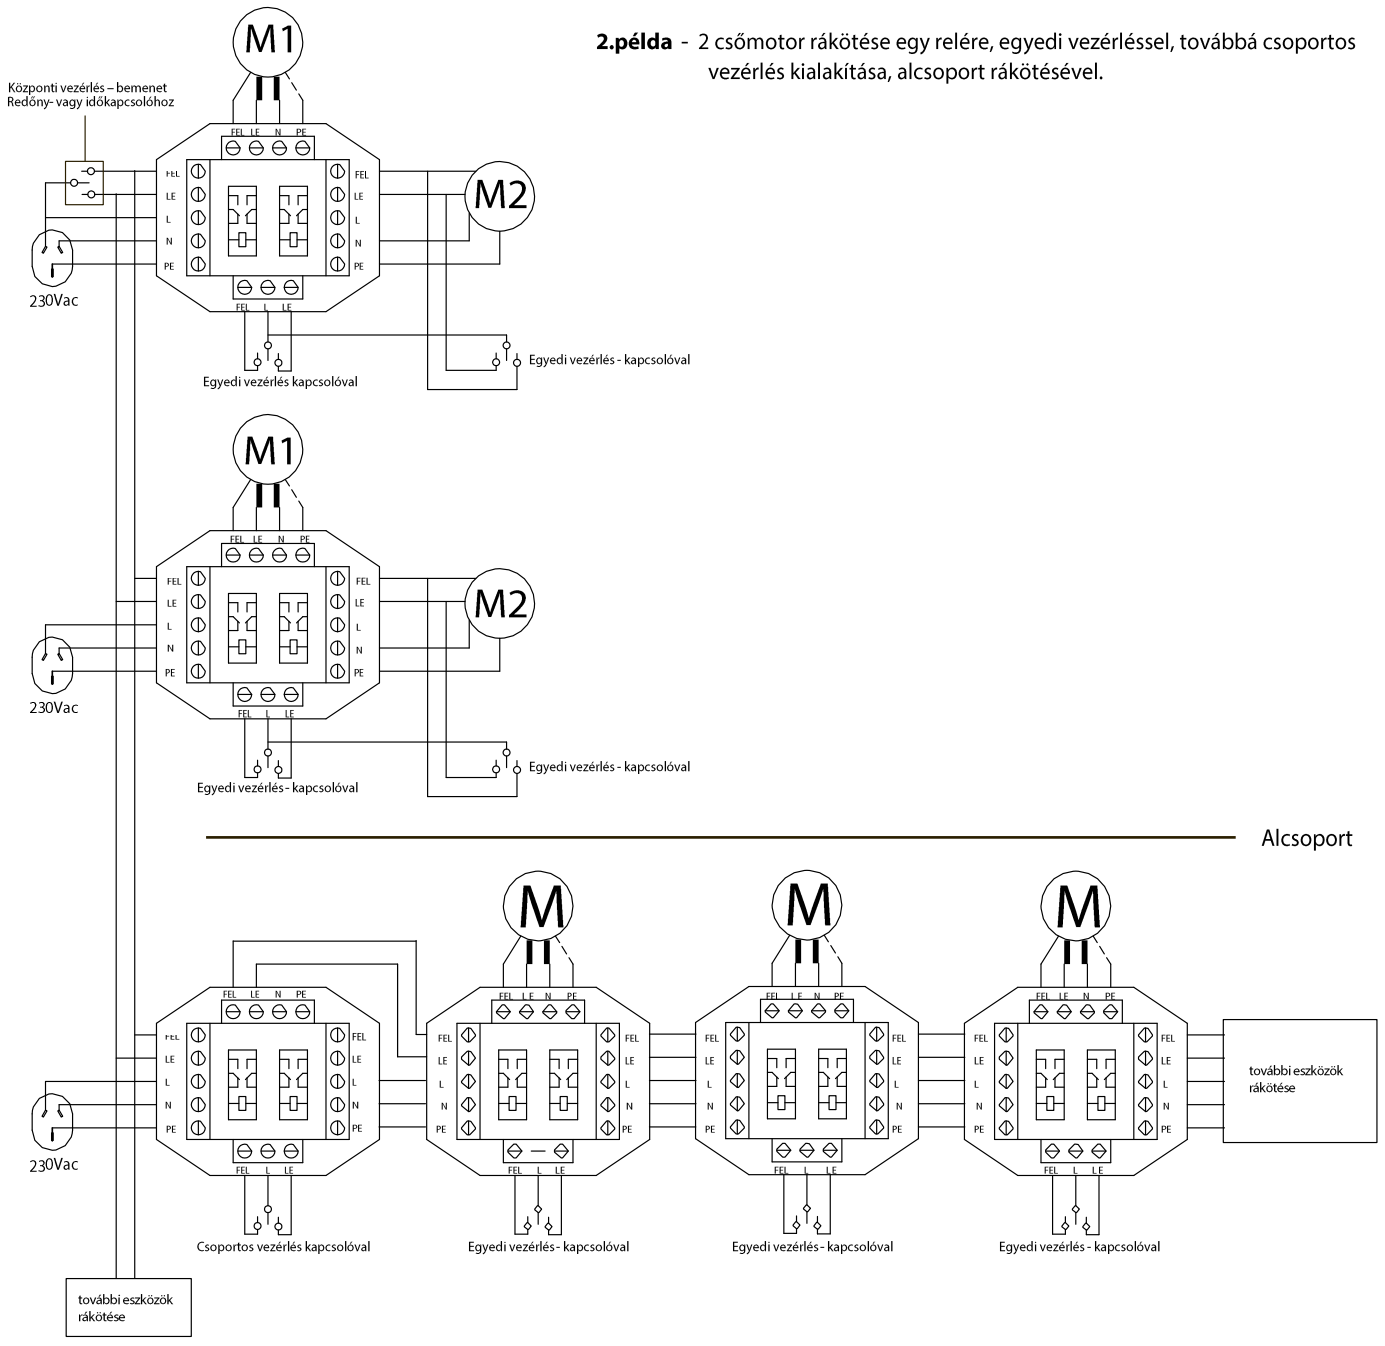 2.példa - 2 csőmotor rákötése egy relére, egyedi vezérléssel, továbbá csoportos
vezérlés kialakítása, alcsoport rákötésével.
M1
Központi vezérlés – bemenet
Redőny- vagy időkapcsolóhoz
FEL LE N PE
FEL
LE
L
N
PE
FEL
LE
L
N
PE
M2
230Vac
FEL L LE
Egyedi vezérlés kapcsolóval
Egyedi vezérlés - kapcsolóval
M1
FEL LE N PE
FEL
LE
L
N
PE
FEL
LE
L
N
PE
M2
230Vac
FEL L LE
Egyedi vezérlés - kapcsolóval
Egyedi vezérlés - kapcsolóval
Alcsoport
M
M
M
FEL LE N PE
FEL LE N PE
FEL LE N PE
FEL LE N PE
FEL
LE
L
N
PE
FEL
LE
L
N
PE
FEL
LE
L
N
PE
FEL
LE
L
N
PE
FEL
LE
L
N
PE
FEL
LE
L
N
PE
FEL
LE
L
N
PE
FEL
LE
L
N
PE
további eszközök
rákötése
230Vac
FEL L LE
FEL L LE
FEL L LE
FEL L LE
Csoportos vezérlés kapcsolóval
Egyedi vezérlés - kapcsolóval
Egyedi vezérlés - kapcsolóval
Egyedi vezérlés - kapcsolóval
további eszközök
rákötése